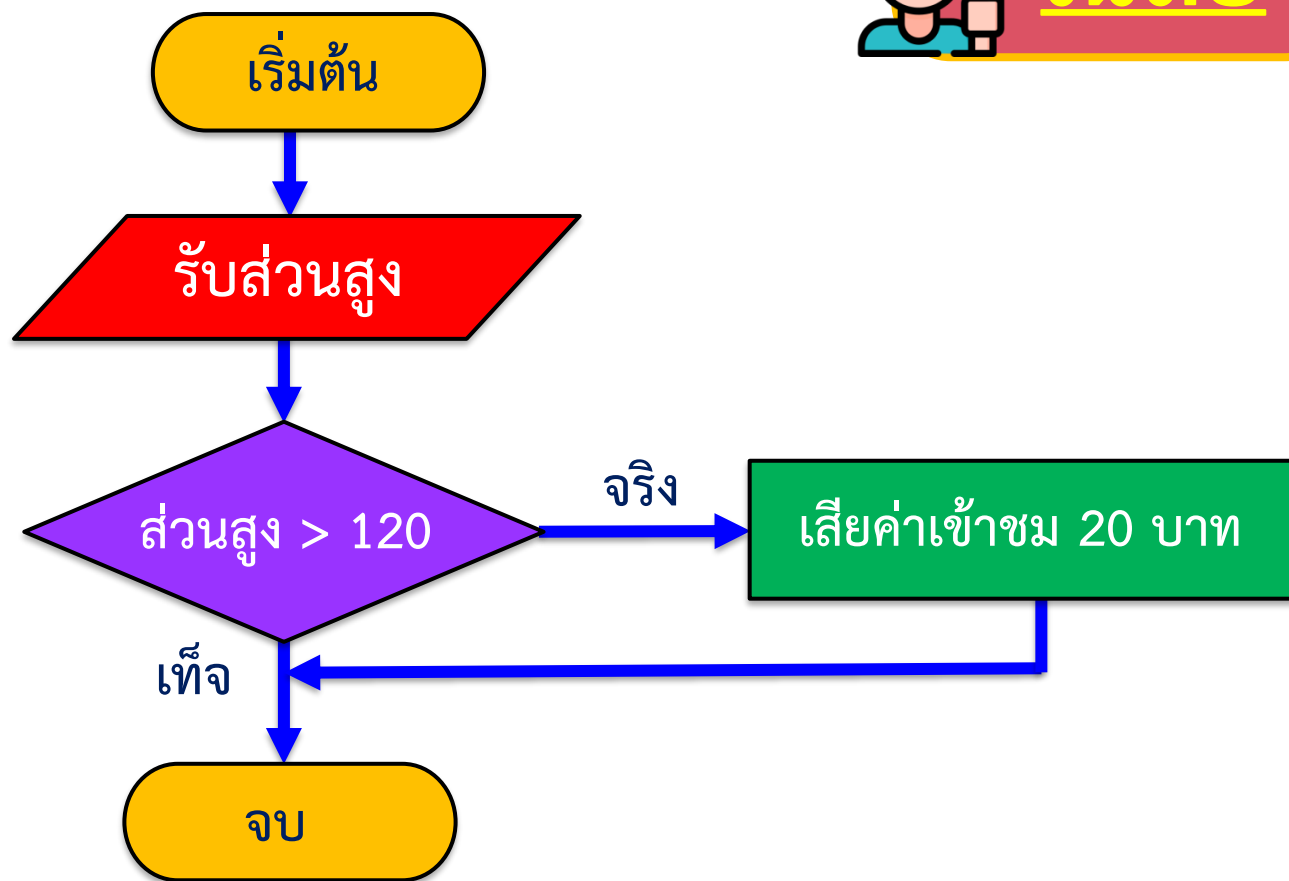 เริ่มต้น
รับส่วนสูง
ส่วนสูง > 120
จริง
เสียค่าเข้าชม 20 บาท
เท็จ
จบ